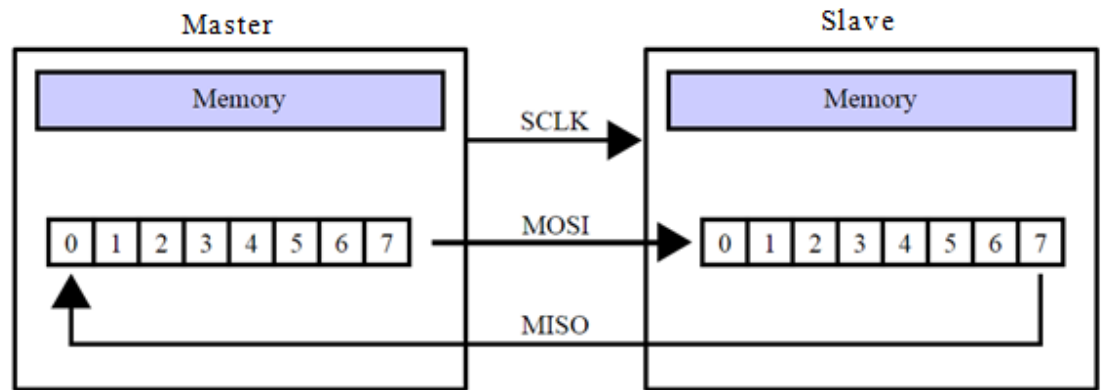 Master Slave
Memory Memory
SCLK
MOSI
0 1 2 3 4 5 6 7 0 1 2 3 4 5 6 7
MISO